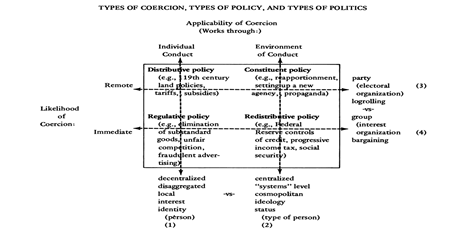 TYPES OF COERCION, TYPES OF POLICY, AND TYPES OF POLITICS
Applicability of Coercion
(Works through:)
Individual
Conduct
Environment
of Conduct
Distributive policy
(e.g., 19th century
land policies,
tariffs, subsidies)
Constituent policy
(e.g., reapportionment,
setting up a new
agency, propaganda)
Remote
party
(electoral
organization)
logrolling
-vs-
group
(interest
organization
bargaining
(3)
(4)
Likelihood
of
Coercion:
Immediate
Regulative policy
(e.g., elimination
of substandard
goods, unfair
competition,
fraudulent adver-
tising)
Redistributive policy
(e.g., Federal
Reserve controls
of credit, progressive
income tax, social
security)
decentralized
disaggregated
local
interest
identity
(person)
(1)
-vs-
centralized
"systems" level
cosmopolitan
ideology
status
(type of person)
(2)